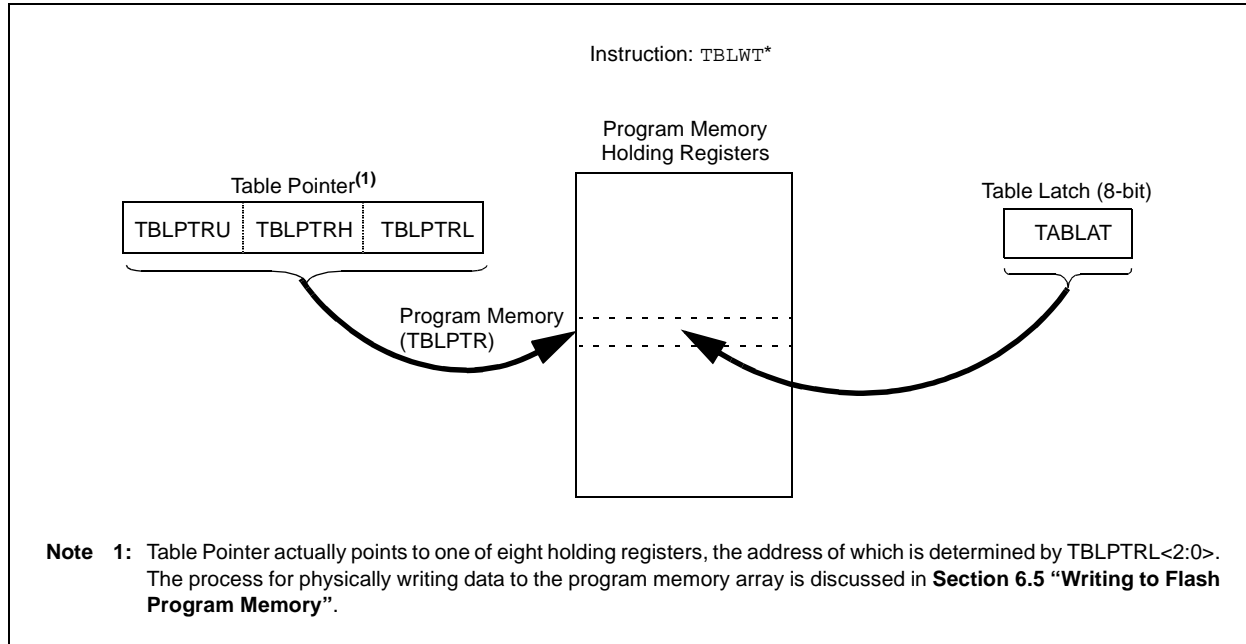 Instruction: TBLWT*
Program Memory
Holding Registers
Table Pointer(1)
Table Latch (8-bit)
TBLPTRU TBLPTRH TBLPTRL
TABLAT
Program Memory
(TBLPTR)
Note 1: Table Pointer actually points to one of eight holding registers, the address of which is determined by TBLPTRL<2:0>.
The process for physically writing data to the program memory array is discussed in Section 6.5 “Writing to Flash
Program Memory”.